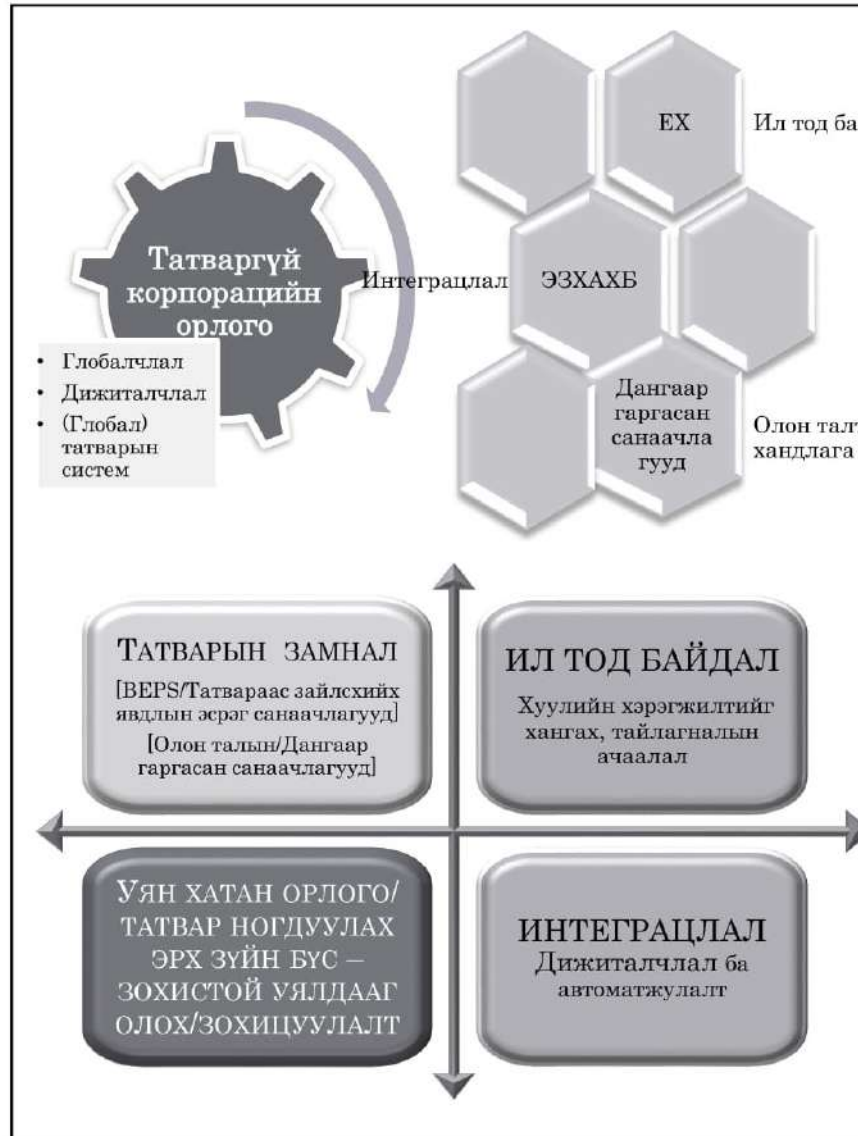 Татваргүй
корпорацийн
орлого
• Глобалчлал
• Дижиталчлал
• (Глобал)
татварын
систем
ЕХ
Ил тод ба
Интеграцлал
ЭЗХАХБ
Дангаар
гаргасан
санаачла
гууд
Олон талт
хандлага
ТАТВАРЫН ЗАМНАЛ
[BEPS/Татвараас зайлсхийх
явдлын эсрэг санаачлагууд]
[Олон талын/Дангаар
гаргасан санаачлагууд]
ИЛ ТОД БАЙДАЛ
Хуулийн хэрэгжилтийг
хангах, тайлагналын
ачаалал
УЯН ХАТАН ОРЛОГО/
ТАТВАР НОГДУУЛАХ
ЭРХ ЗҮЙН БҮС –
ЗОХИСТОЙ УЯЛДААГ
ОЛОХ/ЗОХИЦУУЛАЛТ
ИНТЕГРАЦЛАЛ
Дижиталчлал ба
автоматжулалт